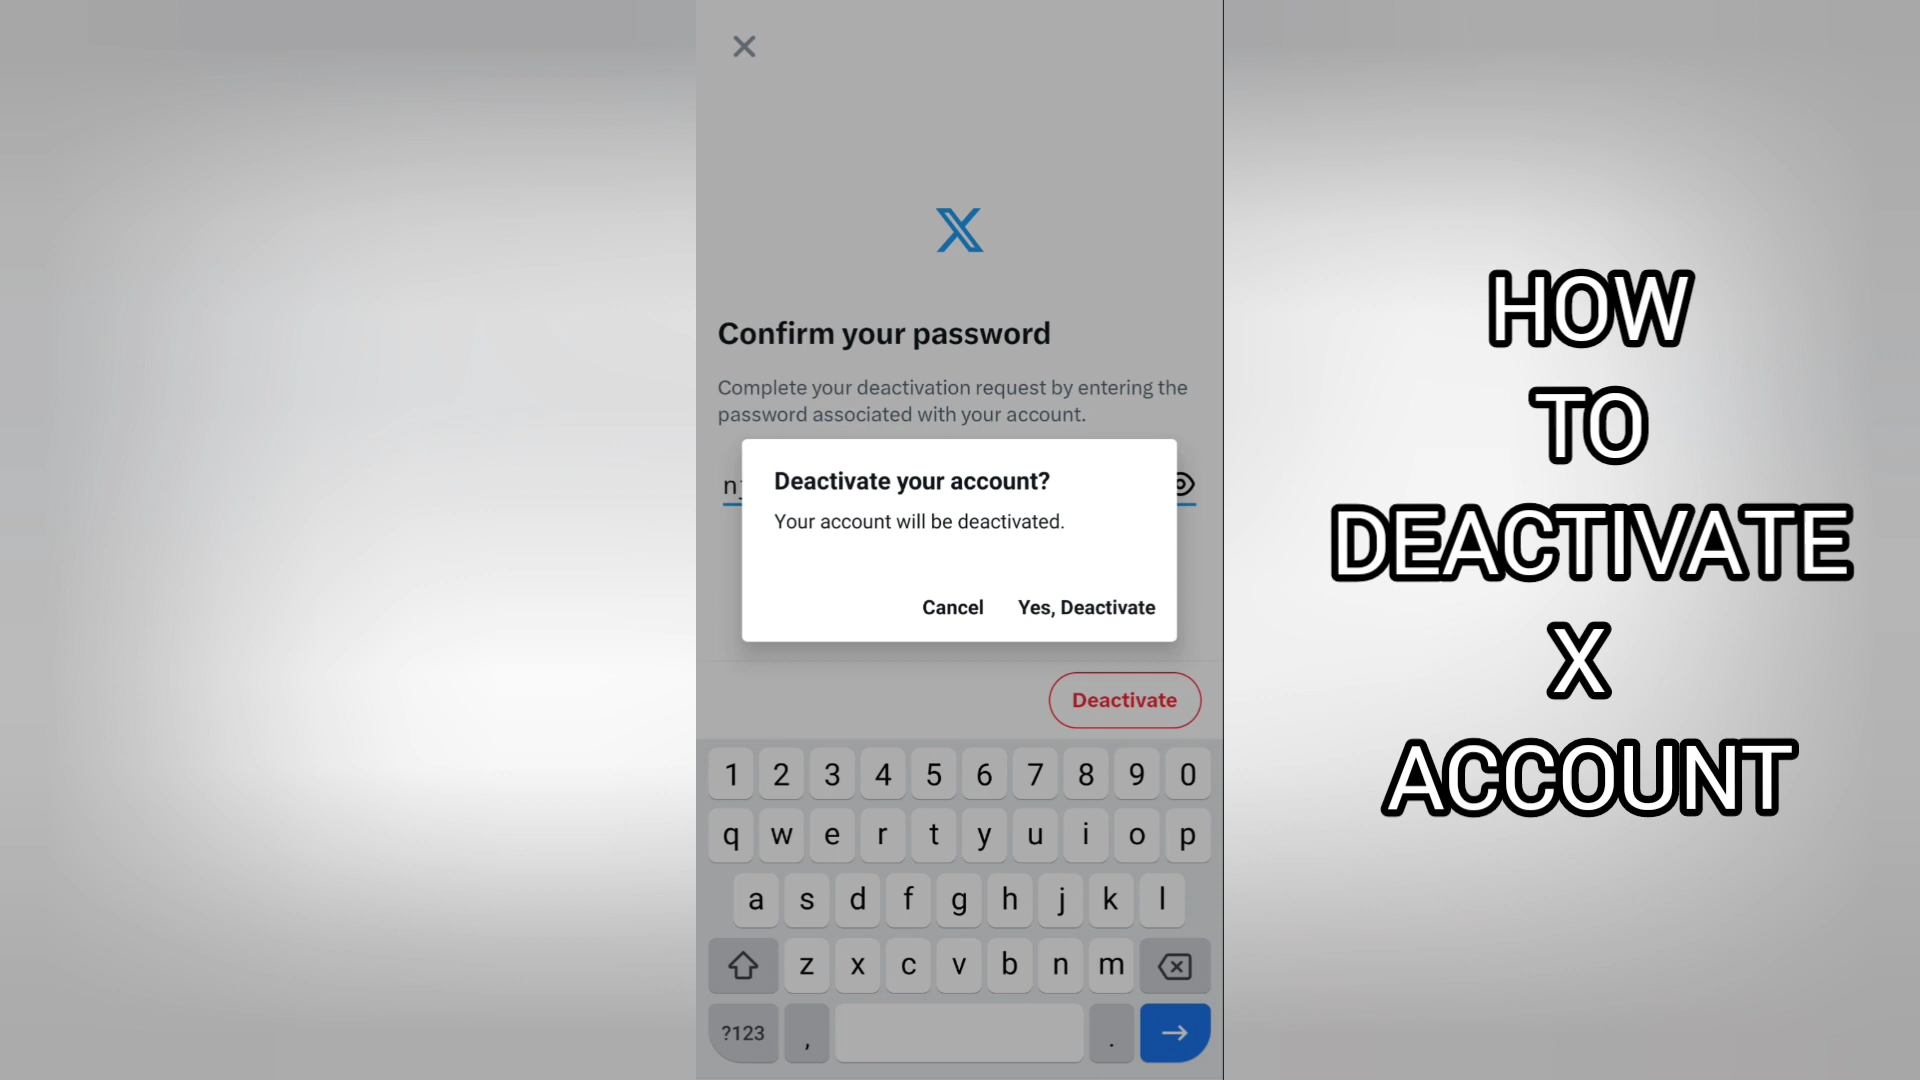 Confirm your password
Complete your deactivation request by entering the
password associated with your account.
Deactivate your account?
Your account will be deactivated.
Cancel Yes, Deactivate
Deactivate
1 2 3 4 5 6 7 8 9 0
q w e r t y u i o p
a s d f g h j k l
z x c v b n m
?123 , .
HOW
TO
DEACTIVATE
X
ACCOUNT